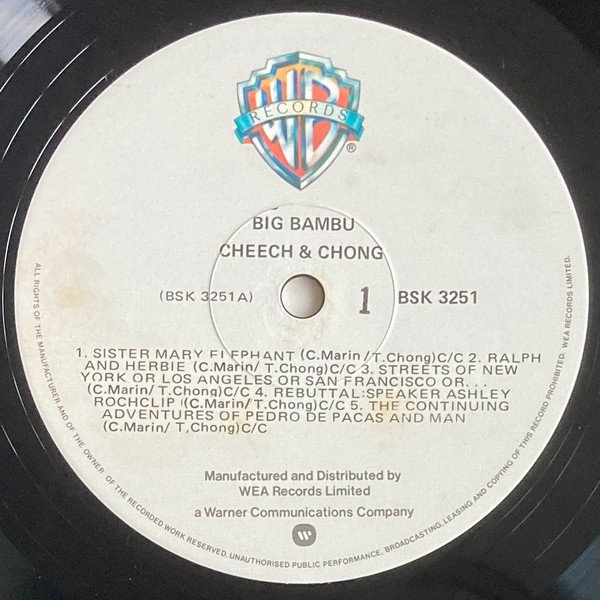 RECORDS
®
BIG BAMBU
CHEECH & CHONG
(BSK 3251A)
1
BSK 3251
1. SISTER MARY ELEPHANT (C.Marin/T.Chong)C/C 2. RALPH
AND HERBIE (C.Marin/ T.Chong)C/C 3. STREETS OF NEW
YORK OR LOS ANGELES OR SAN FRANCISCO OR...
(C.Marin/ T.Chong)C/C 4. REBUTTAL:SPEAKER ASHLEY
ROCHCLIP ((C.Marin/T.Chong)C/C 5. THE CONTINUING
ADVENTURES OF PEDRO DE PACAS AND MAN
(C.Marin/ T,Chong)C/C
Manufactured and Distributed by
WEA Records Limited
a Warner Communications Company
ALL RIGHTS OF THE MANUFACTURER AND OF THE OWNER OF THE RECORDED WORK RESERVED. UNAUTHORISED PUBLIC PERFORMANCE, BROADCASTING, LEASING AND COPYING OF THIS RECORD PROHIBITED. WEA RECORDS LIMITED.